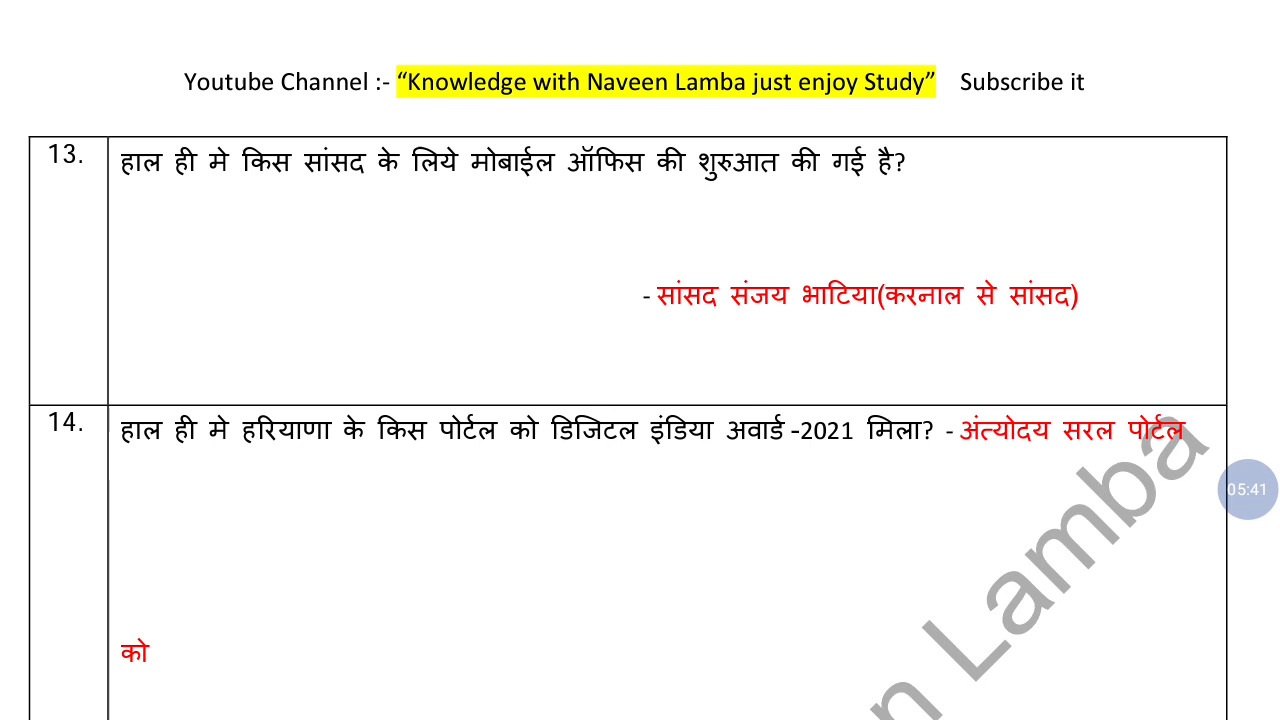 Youtube Channel :- “Knowledge with Naveen Lamba just enjoy Study” Subscribe it
13. हाल ही मे किस सांसद के लिये मोबाईल ऑफिस की शुरुआत की गई है?
- सांसद संजय भाटिया(करनाल से सांसद)
14. हाल ही मे हरियाणा के किस पोर्टल को डिजिटल इंडिया अवार्ड -2021 मिला? - अंत्योदय सरल पोर्टल
05:41
को
n Lamba